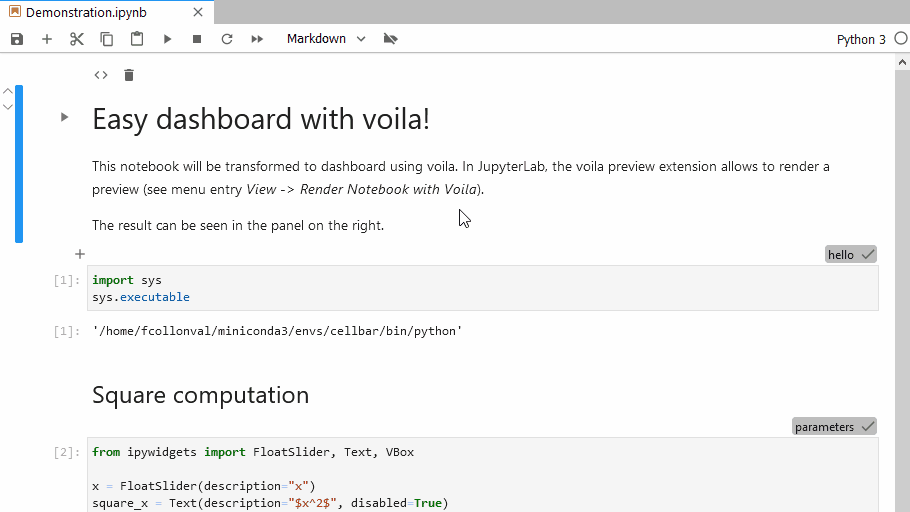 Demonstration.ipynb
Markdown
Python 3
Easy dashboard with voila!
This notebook will be transformed to dashboard using voila. In JupyterLab, the voila preview extension allows to render a
preview (see menu entry View -> Render Notebook with Voila).
The result can be seen in the panel on the right.
hello
[1]: import sys
sys.executable
[1]: '/home/fcollonval/miniconda3/envs/cellbar/bin/python'
Square computation
parameters
[2]: from ipywidgets import FloatSlider, Text, VBox
x = FloatSlider(description="x")
square_x = Text(description="$x^2$", disabled=True)